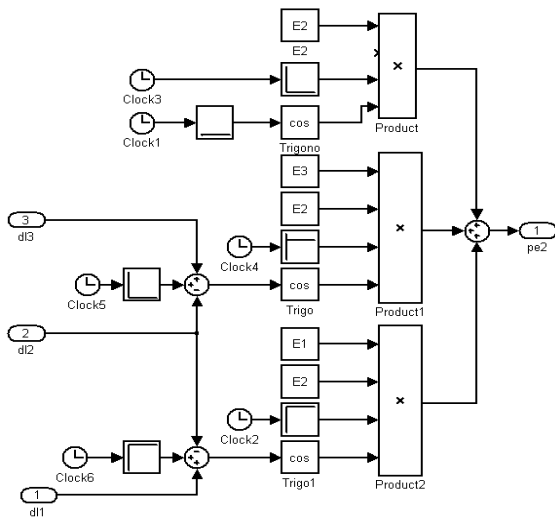 E2
E2
Clock3
Clock1
cos
Trigono
Product
E3
3
dl3
E2
Clock4
1
pe2
Clock5
cos
Trigo
Product1
2
dl2
E1
E2
Clock2
Clock6
cos
Trigo1
Product2
1
dl1